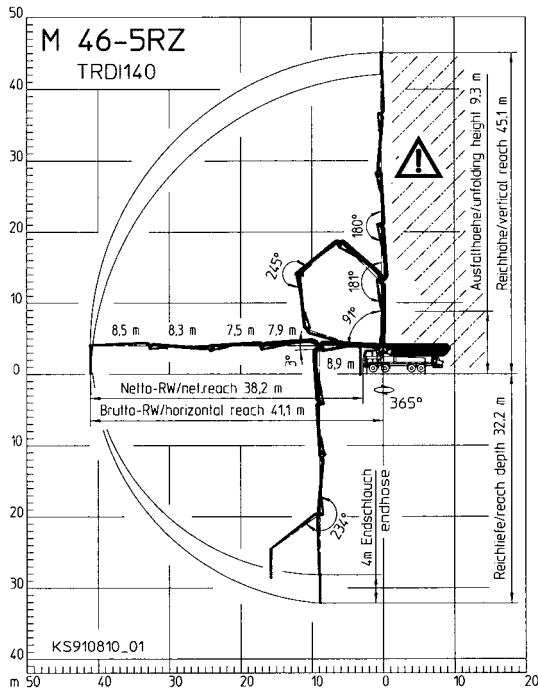 M 46-5RZ
TRDI140
50
40
30
20
10
0
10
20
30
40
m 50 40 30 20 10 0 10 20
180°
245°
181°
91°
8,5 m 8,3 m 7,5 m 7,9 m
3°
8,9 m
Netto-RW/net.reach 38,2 m
Brutto-RW/horizontal reach 41,1 m
365°
234°
4m Endschlauch
endhose
Ausfalthoehe/unfolding height 9.3 m
Reichhöhe/vertical reach 45,1 m
Reichtiefe/reach depth 32.2 m
KS910810_01